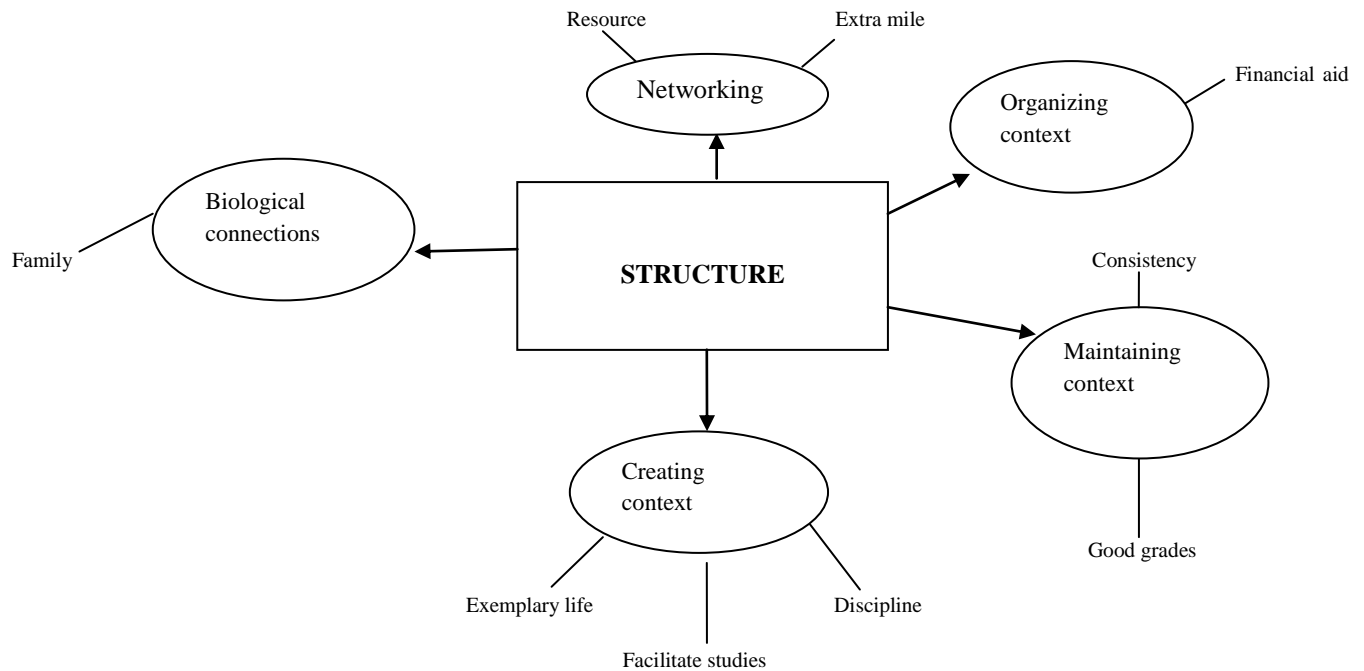 Resource
Extra mile
Networking
Financial aid
Organizing
context
Biological
connections
Family
STRUCTURE
Consistency
Maintaining
context
Creating
context
Good grades
Exemplary life
Discipline
Facilitate studies